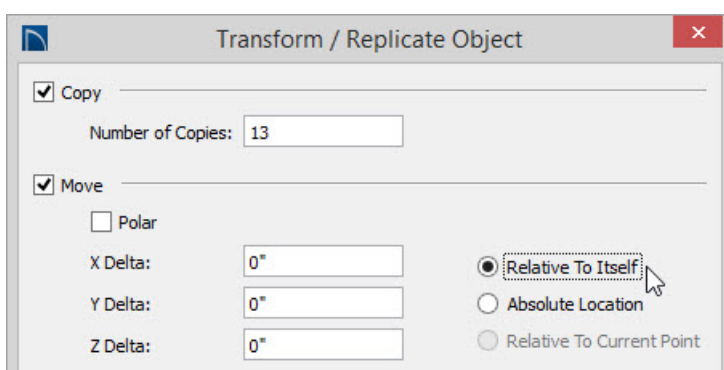 Transform / Replicate Object
Copy
Number of Copies: 13
Move
Polar
X Delta: 0" Relative To Itself
Y Delta: 0" Absolute Location
Z Delta: 0" Relative To Current Point